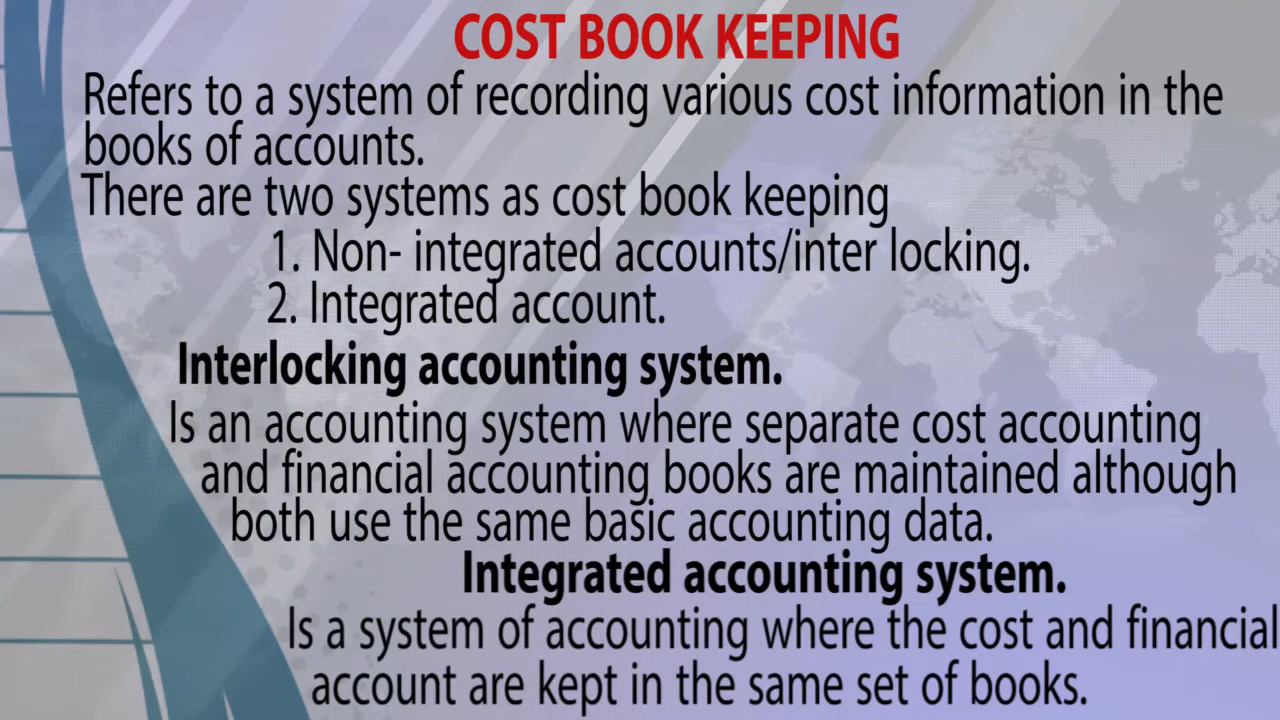 COST BOOK KEEPING
Refers to a system of recording various cost information in the
books of accounts.
There are two systems as cost book keeping
1. Non- integrated accounts/inter locking.
2. Integrated account.
Interlocking accounting system.
Is an accounting system where separate cost accounting
and financial accounting books are maintained although
both use the same basic accounting data.
Integrated accounting system.
Is a system of accounting where the cost and financial
account are kept in the same set of books.